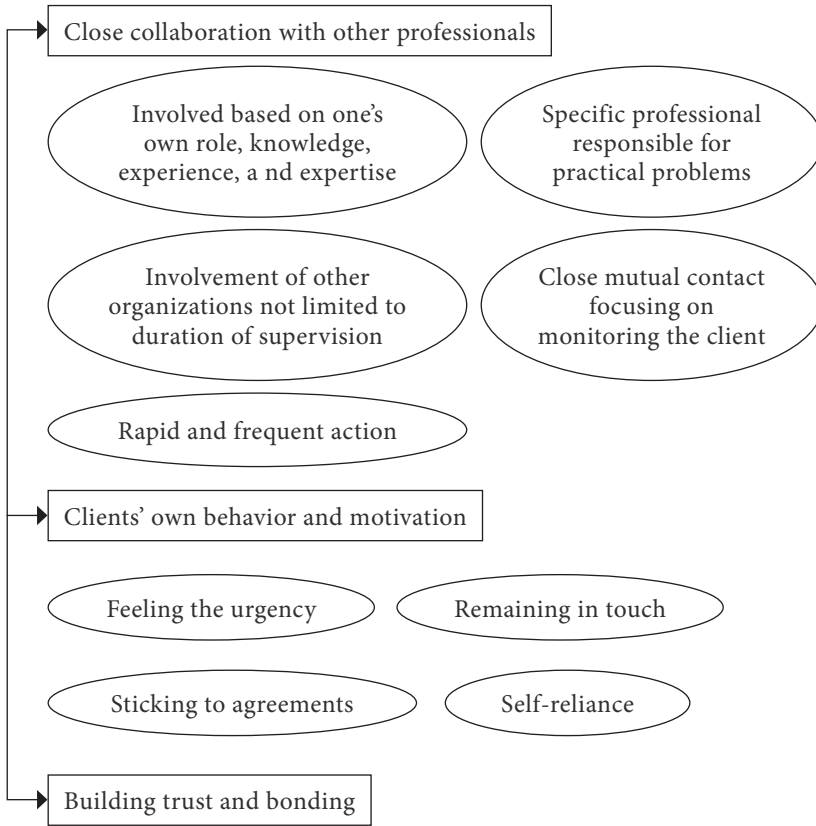 Close collaboration with other professionals
Involved based on one's
own role, knowledge,
experience, a nd expertise
Specific professional
responsible for
practical problems
Involvement of other
organizations not limited to
duration of supervision
Close mutual contact
focusing on
monitoring the client
Rapid and frequent action
Clients' own behavior and motivation
Feeling the urgency
Remaining in touch
Sticking to agreements
Self-reliance
Building trust and bonding